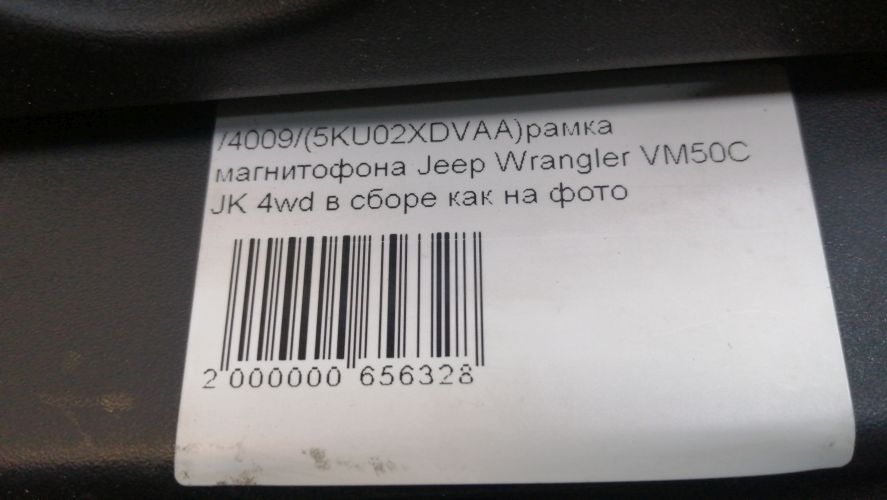 /4009/(5KU02XDVAA)рамка
магнитофона Jeep Wrangler VM50C
JK 4wd в сборе как на фото
2 000000 656328